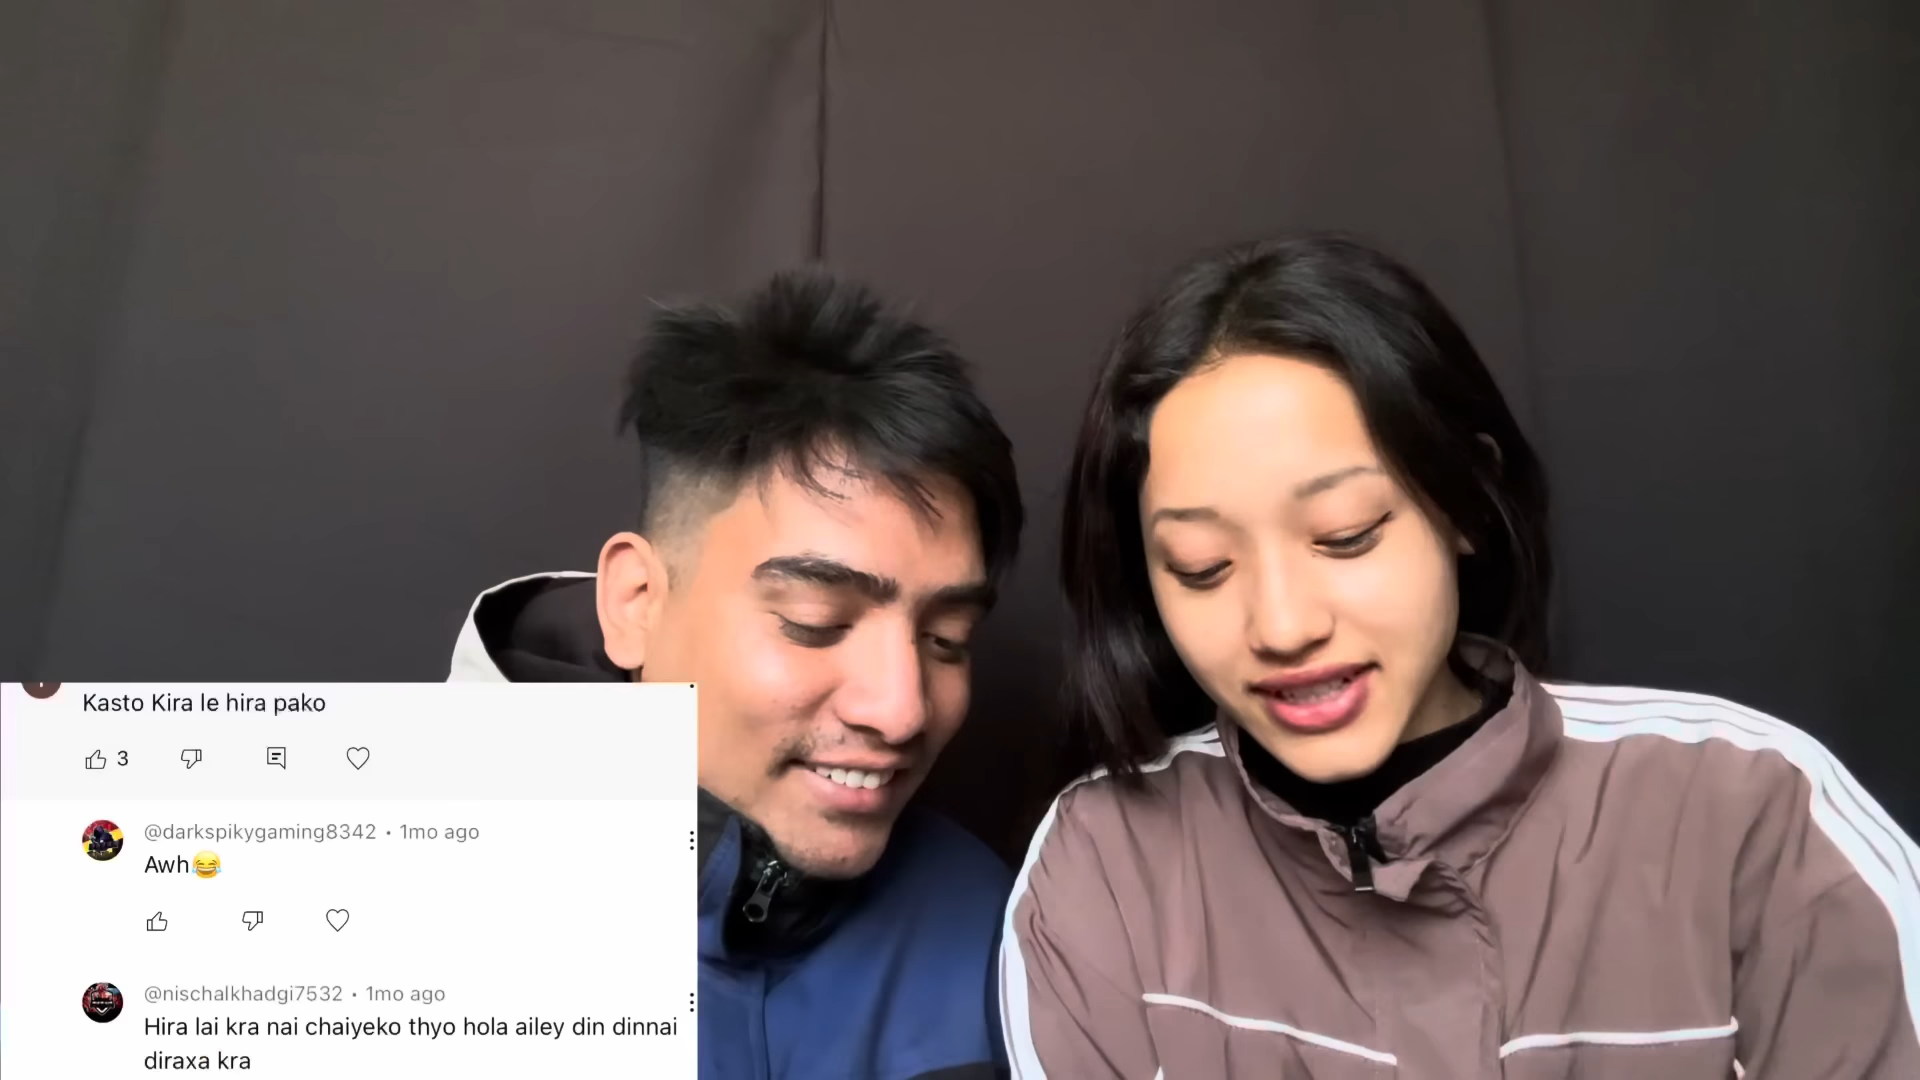 Kasto Kira le hira pako
3
@darkspikygaming8342 • 1mo ago
Awh😂
@nischalkhadgi7532 • 1mo ago
Hira lai kra nai chaiyeko thyo hola ailey din dinnai
diraxa kra